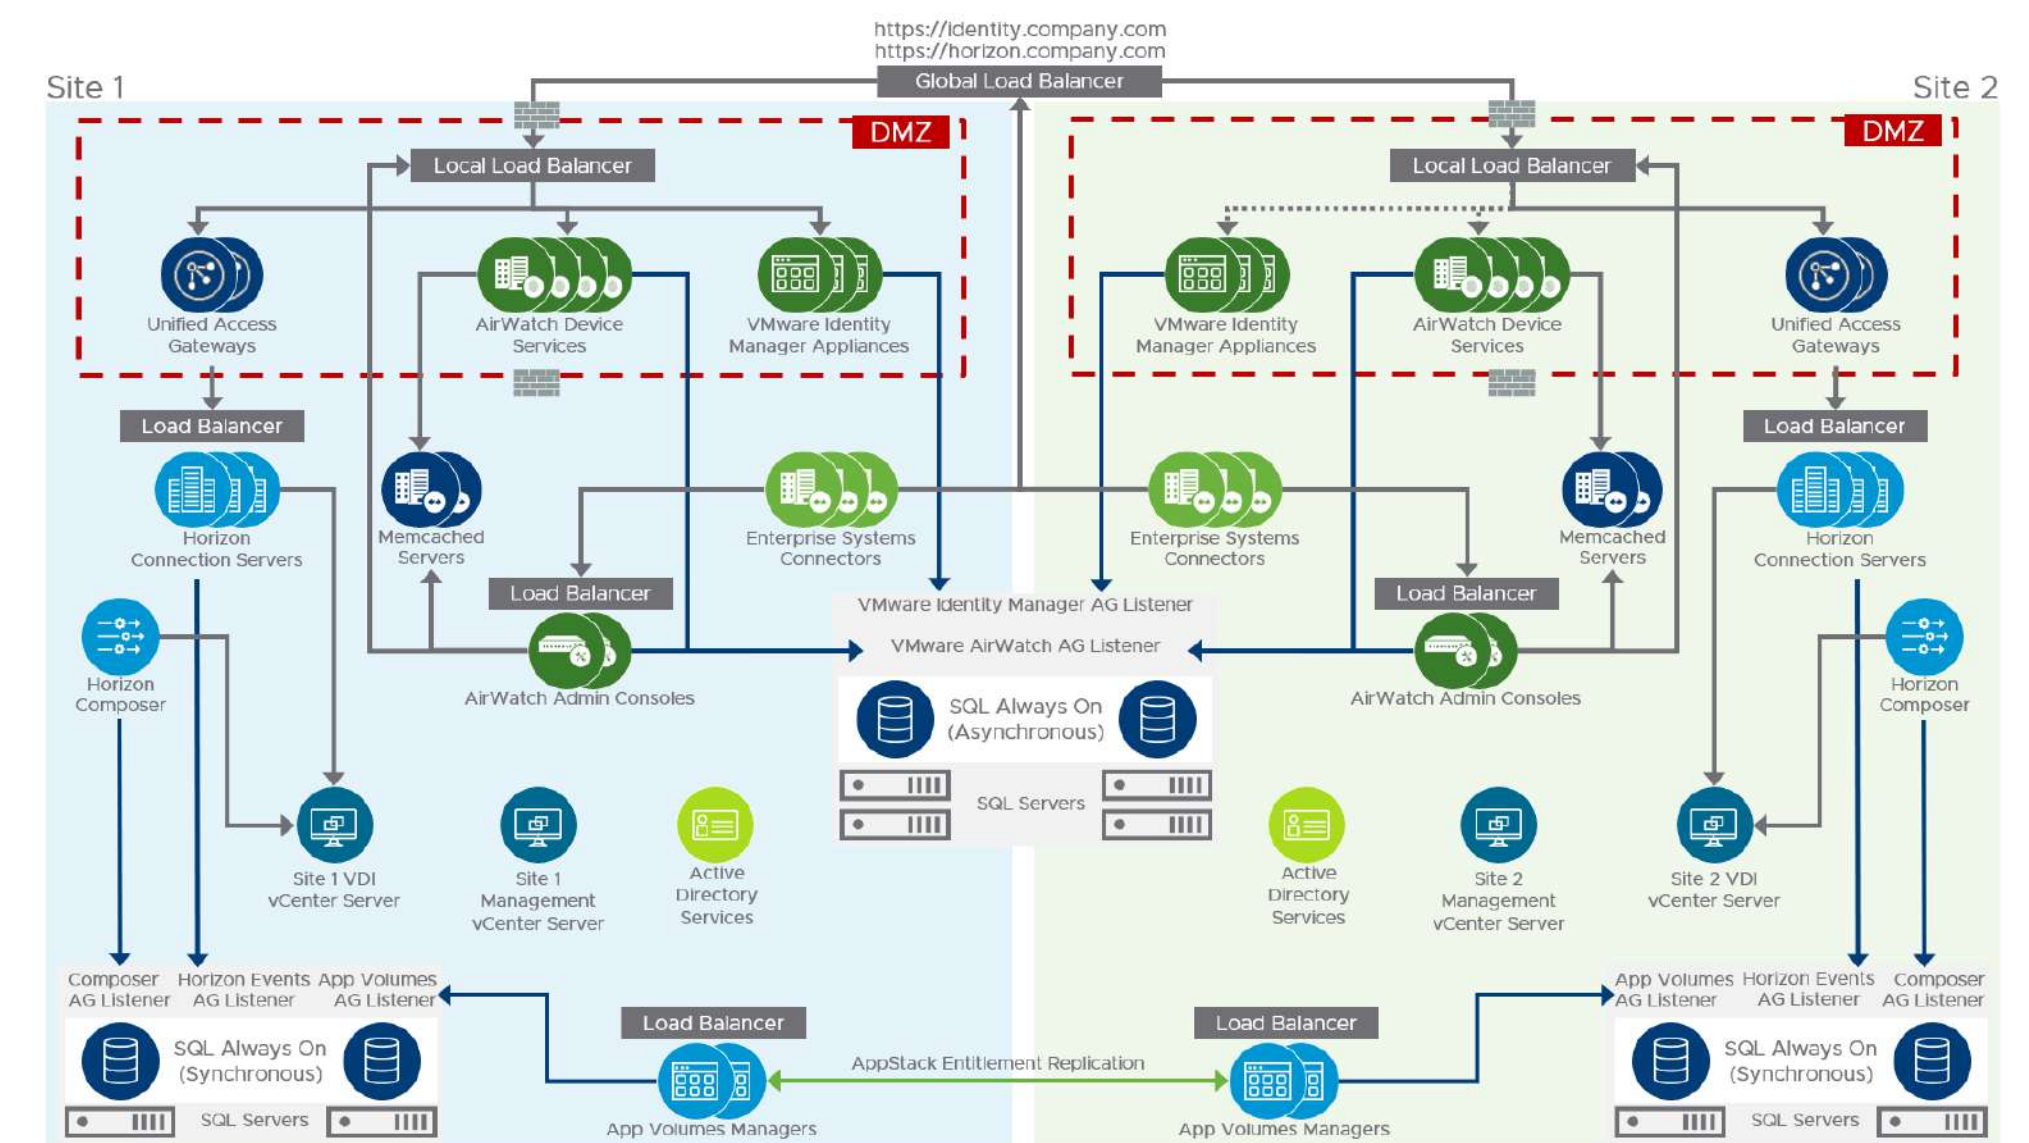 https://identity.company.com
https://horizon.company.com
Global Load Balancer
Site 1
Site 2
DMZ
DMZ
Local Load Balancer
Local Load Balancer
Unified Access
Gateways
AirWatch Device
Services
VMware Identity
Manager Appliances
VMware Identity
Manager Appliances
AirWatch Device
Services
Unified Access
Gateways
Load Balancer
Load Balancer
Horizon
Connection Servers
Memcached
Servers
Enterprise Systems
Connectors
Enterprise Systems
Connectors
Memcached
Servers
Horizon
Connection Servers
Load Balancer
Load Balancer
VMware Identity Manager AG Listener
VMware AirWatch AG Listener
Horizon
Composer
AirWatch Admin Consoles
AirWatch Admin Consoles
Horizon
Composer
SQL Always On
(Asynchronous)
SQL Servers
Site 1 VDI
vCenter Server
Site 1
Management
vCenter Server
Active
Directory
Services
Active
Directory
Services
Site 2
Management
vCenter Server
Site 2 VDI
vCenter Server
Composer
AG Listener
Horizon Events
AG Listener
App Volumes
AG Listener
App Volumes
AG Listener
Horizon Events
AG Listener
Composer
AG Listener
Load Balancer
Load Balancer
SQL Always On
(Synchronous)
AppStack Entitlement Replication
SQL Always On
(Synchronous)
SQL Servers
App Volumes Managers
App Volumes Managers
SQL Servers